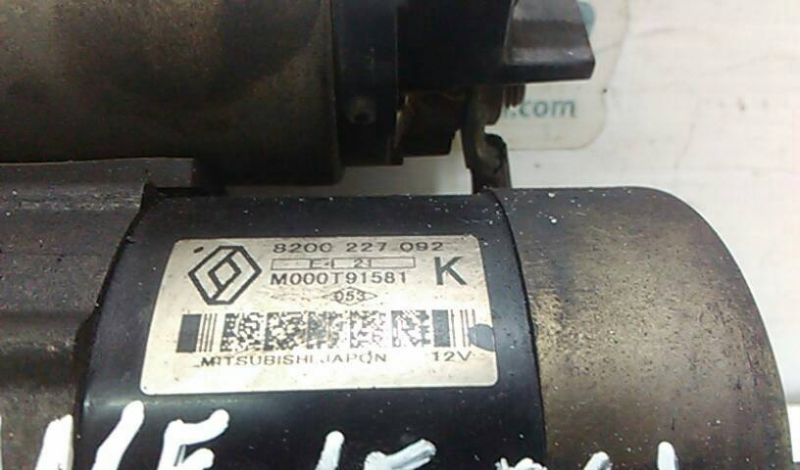 .com
8200 227 092
M000T91581 K
053
MITSUBISHI JAPON 12V